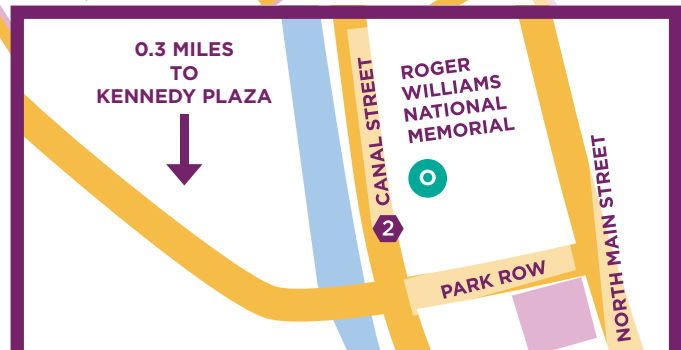 0.3 MILES
TO
KENNEDY PLAZA
CANAL STREET
ROGER
WILLIAMS
NATIONAL
MEMORIAL
O
2
PARK ROW
NORTH MAIN STREET